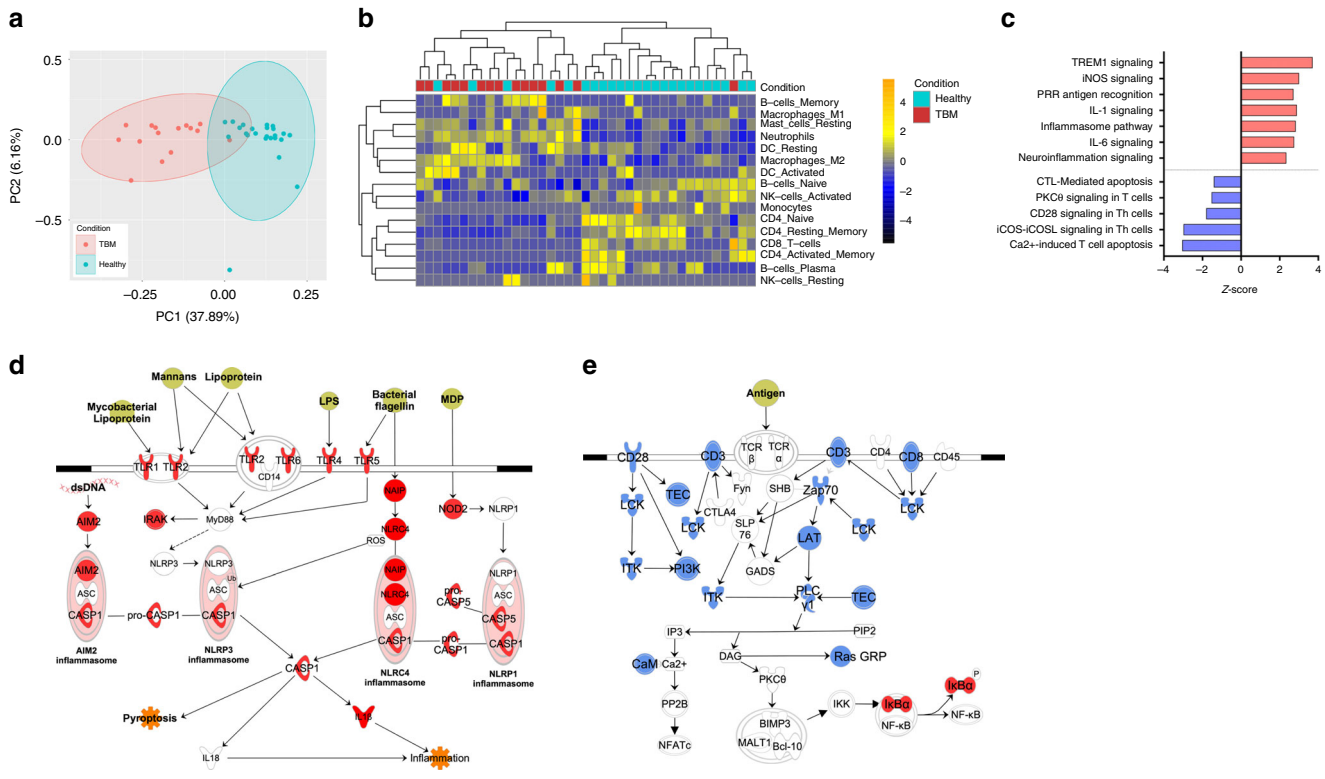 a
0.5
0.0
−0.5
PC2 (6.16%)
Condition
TBM
Healthy
−0.25
0.00
0.25
PC1 (37.89%)
b
Condition
B−cells_Memory
Macrophages_M1
Mast_cells_Resting
Neutrophils
DC_Resting
Macrophages_M2
DC_Activated
B−cells_Naive
NK−cells_Activated
Monocytes
CD4_Naive
CD4_Resting_Memory
CD8_T−cells
CD4_Activated_Memory
B−cells_Plasma
NK−cells_Resting
4
2
0
−2
−4
Condition
Healthy
TBM
c
TREM1 signaling
iNOS signaling
PRR antigen recognition
IL-1 signaling
Inflammasome pathway
IL-6 signaling
Neuroinflammation signaling
CTL-Mediated apoptosis
PKCθ signaling in T cells
CD28 signaling in Th cells
iCOS-iCOSL signaling in Th cells
Ca2+-induced T cell apoptosis
−4
−2
0
2
4
Z-score
d
Mannans
Lipoprotein
Mycobacterial
Lipoprotein
LPS
Bacterial
flagellin
MDP
TLR1
TLR2
TLR2
TLR6
CD14
TLR4
TLR5
dsDNA
AIM2
IRAK
MyD88
NAIP
NLRC4
NOD2
NLRP1
ROS
NLRP3
NLRP3
Ub
AIM2
ASC
CASP1
pro-CASP1
ASC
CASP1
NAIP
NLRC4
ASC
CASP1
pro-
CASP5
pro-
CASP1
NLRP1
ASC
CASP5
CASP1
AIM2
inflammasome
NLRP3
inflammasome
NLRC4
inflammasome
NLRP1
inflammasome
CASP1
Pyroptosis
IL1β
IL18
Inflammation
e
Antigen
TCR
β
TCR
α
CD28
CD3
CD3
CD4
CD8
CD45
TEC
Fyn
SHB
Zap70
LCK
LCK
CTLA4
SLP
76
LCK
LCK
LAT
ITK
PI3K
GADS
ITK
PLC
γ1
TEC
IP3
PIP2
CaM
Ca2+
DAG
Ras GRP
PKCθ
PP2B
NFATc
BIMP3
MALT1
Bcl-10
IKK
IκBα
NF-κB
IκBα
P
NF-κB